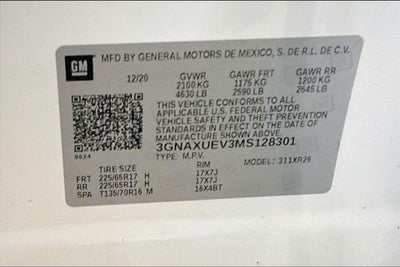 GM
MFD BY GENERAL MOTORS DE MEXICO, S. DE R.L. DE C.V.
12/20 GVWR GAWR FRT GAWR RR
2100 KG 1175 KG 1200 KG
4630 LB 2590 LB 2645 LB
THIS VEHICLE CONFORMS TO ALL
APPLICABLE U.S. FEDERAL MOTOR
VEHICLE SAFETY AND THEFT PREVENTION
STANDARDS IN EFFECT ON THE DATE OF
MANUFACTURE SHOWN ABOVE.
3GNAXUEV3MS128301
8624 TYPE: M.P.V. MODEL: 311XR26
TIRE SIZE RIM
FRT 225/65R17 H 17X7J
RR 225/65R17 H 17X7J
SPA T135/70R16 M 16X4BT